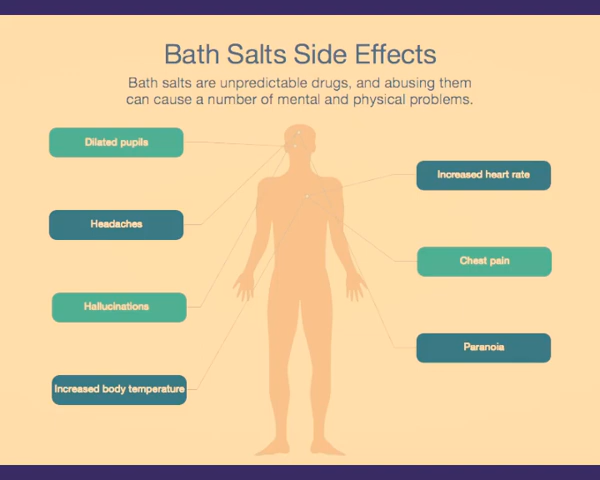 Bath Salts Side Effects
Bath salts are unpredictable drugs, and abusing them
can cause a number of mental and physical problems.
Dilated pupils
Increased heart rate
Headaches
Chest pain
Hallucinations
Paranoia
Increased body temperature